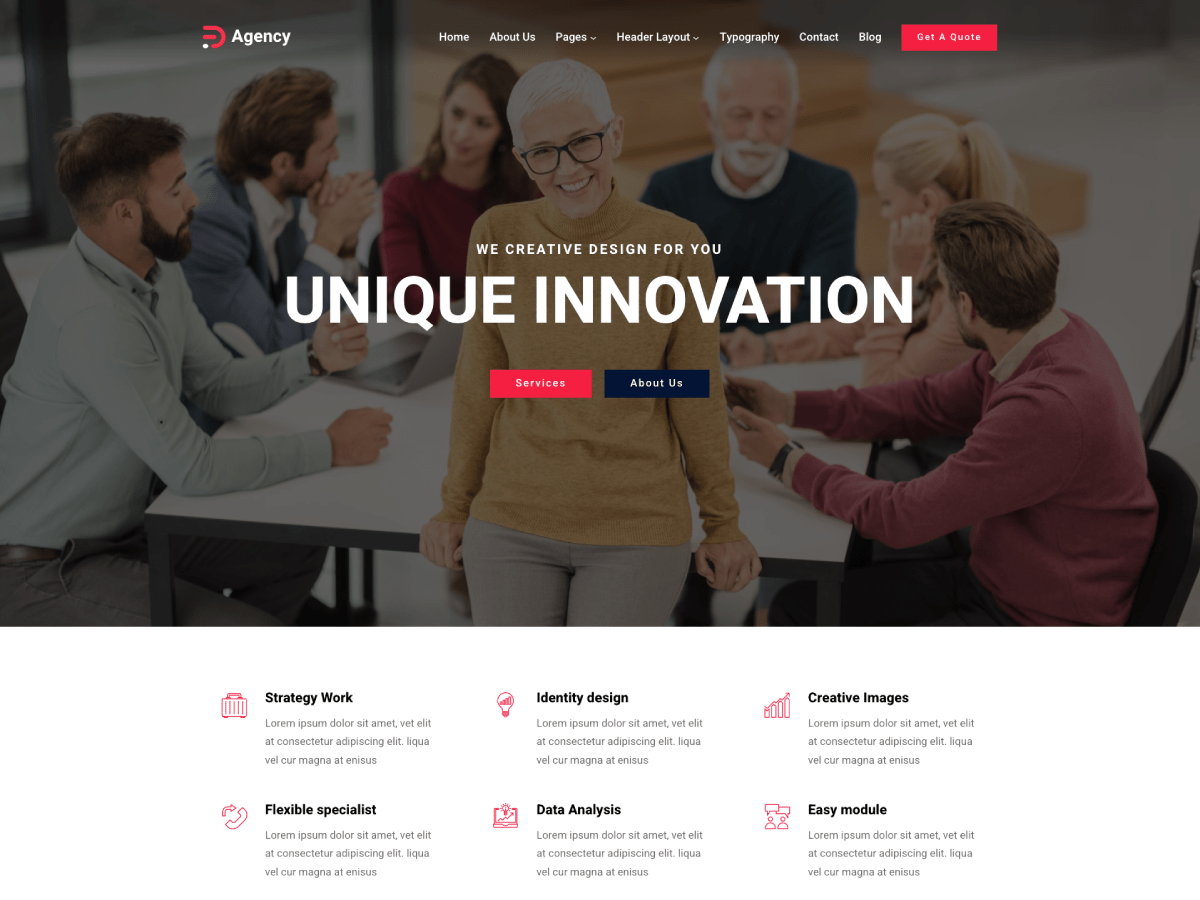 Agency
Home About Us Pages Header Layout Typography Contact Blog Get A Quote
WE CREATIVE DESIGN FOR YOU
UNIQUE INNOVATION
Services About Us
Strategy Work
Lorem ipsum dolor sit amet, vet elit
at consectetur adipiscing elit. liqua
vel cur magna at enisus
Identity design
Lorem ipsum dolor sit amet, vet elit
at consectetur adipiscing elit. liqua
vel cur magna at enisus
Creative Images
Lorem ipsum dolor sit amet, vet elit
at consectetur adipiscing elit. liqua
vel cur magna at enisus
Flexible specialist
Lorem ipsum dolor sit amet, vet elit
at consectetur adipiscing elit. liqua
vel cur magna at enisus
Data Analysis
Lorem ipsum dolor sit amet, vet elit
at consectetur adipiscing elit. liqua
vel cur magna at enisus
Easy module
Lorem ipsum dolor sit amet, vet elit
at consectetur adipiscing elit. liqua
vel cur magna at enisus